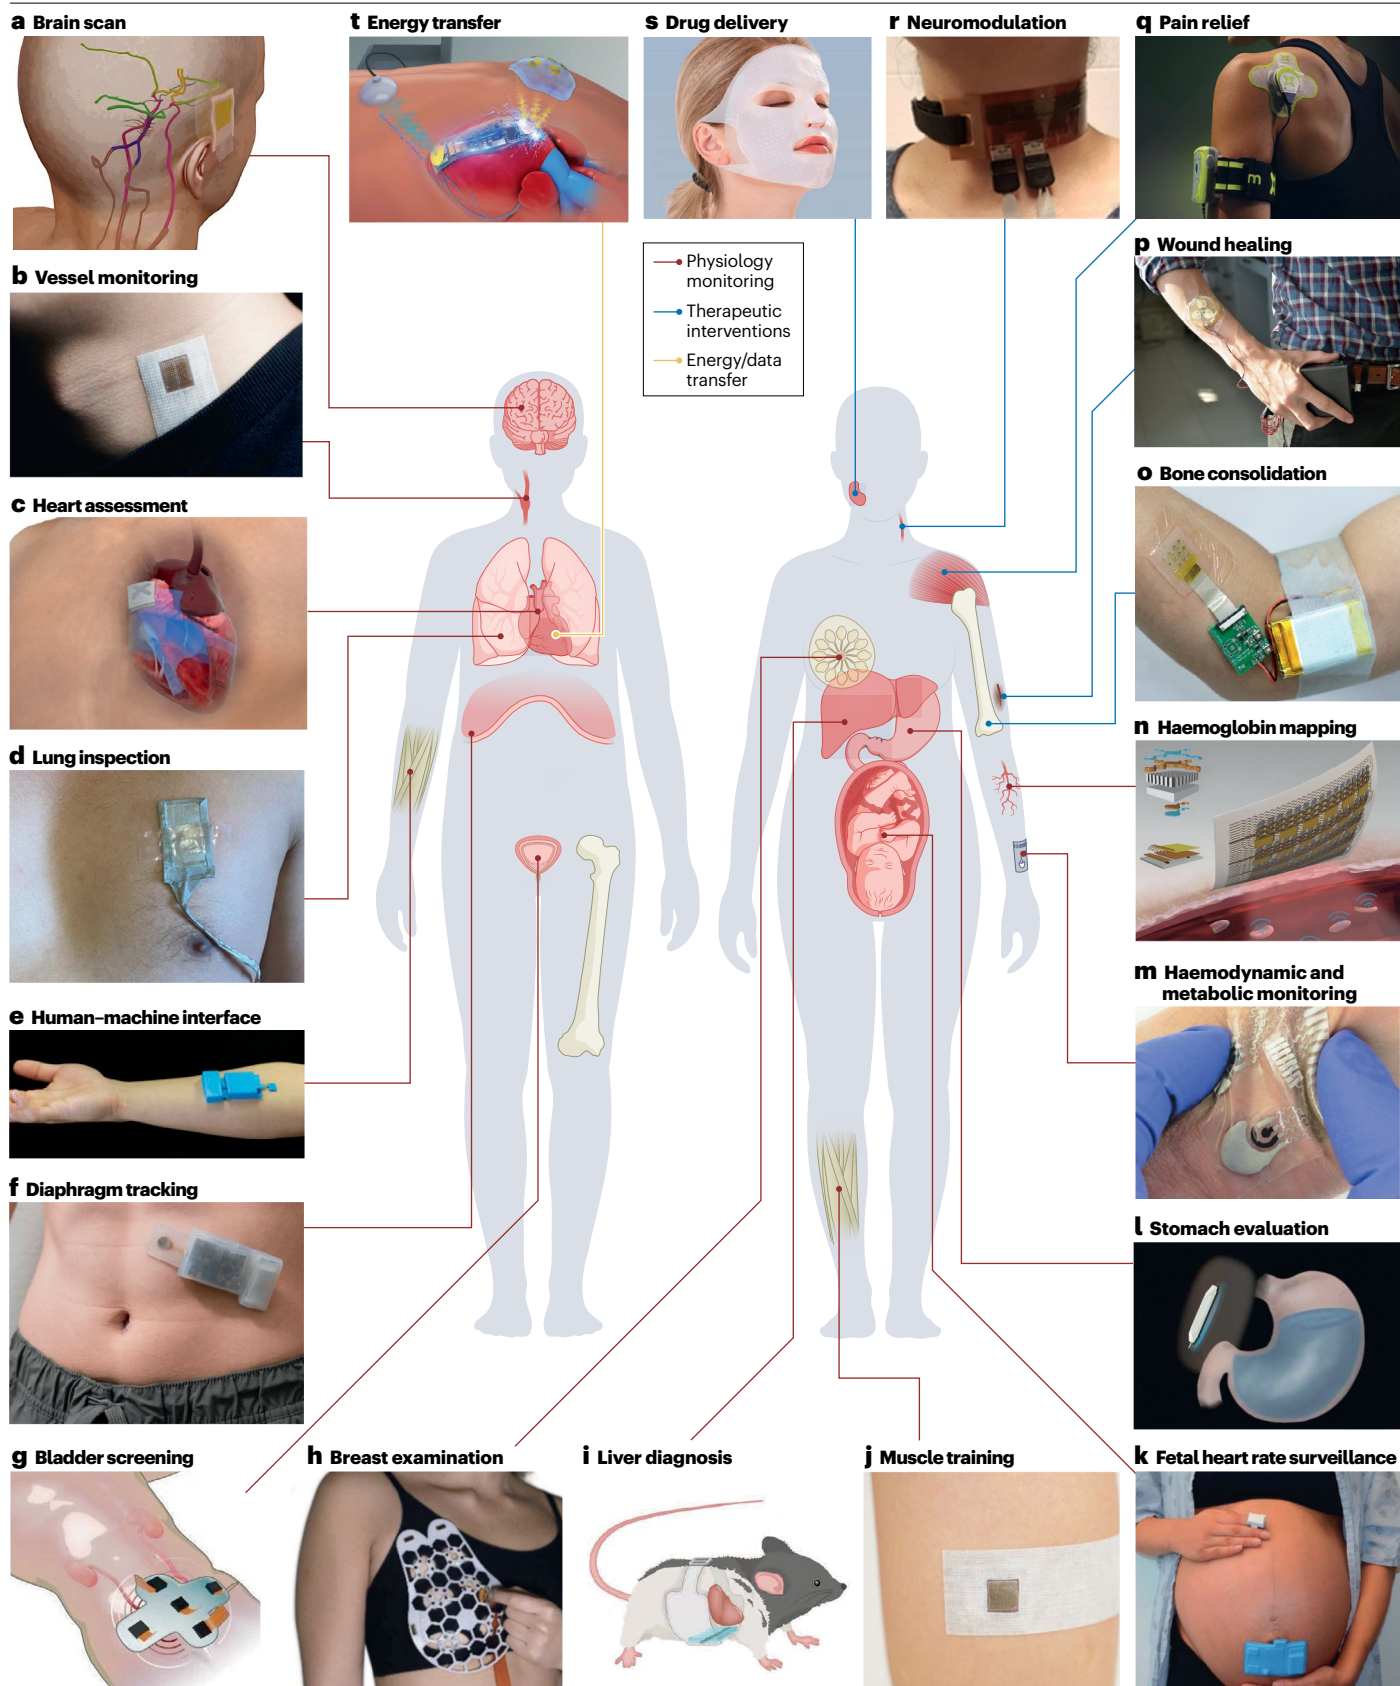 a Brain scan
t Energy transfer
s Drug delivery
r Neuromodulation
q Pain relief
m
b Vessel monitoring
Physiology
monitoring
Therapeutic
interventions
Energy/data
transfer
p Wound healing
c Heart assessment
o Bone consolidation
d Lung inspection
n Haemoglobin mapping
e Human–machine interface
m Haemodynamic and
metabolic monitoring
f Diaphragm tracking
l Stomach evaluation
g Bladder screening
h Breast examination
i Liver diagnosis
j Muscle training
k Fetal heart rate surveillance